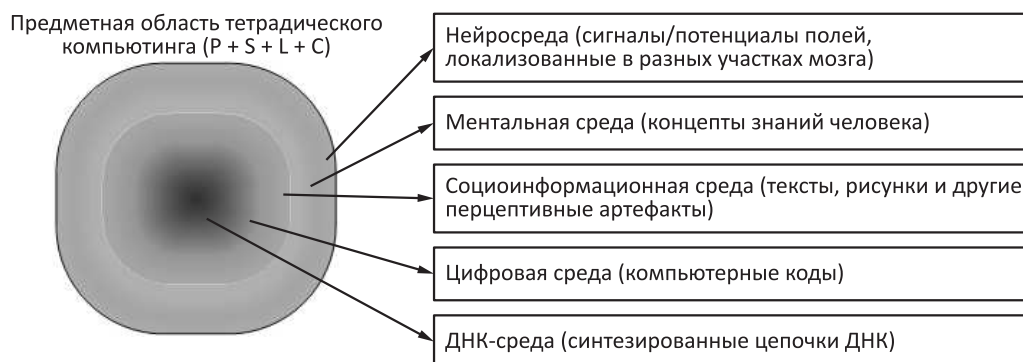 Предметная область тетрадического
компьютинга (P + S + L + C)
Нейросреда (сигналы/потенциалы полей,
локализованные в разных участках мозга)
Ментальная среда (концепты знаний человека)
Социоинформационная среда (тексты, рисунки и другие
перцептивные артефакты)
Цифровая среда (компьютерные коды)
ДНК-среда (синтезированные цепочки ДНК)